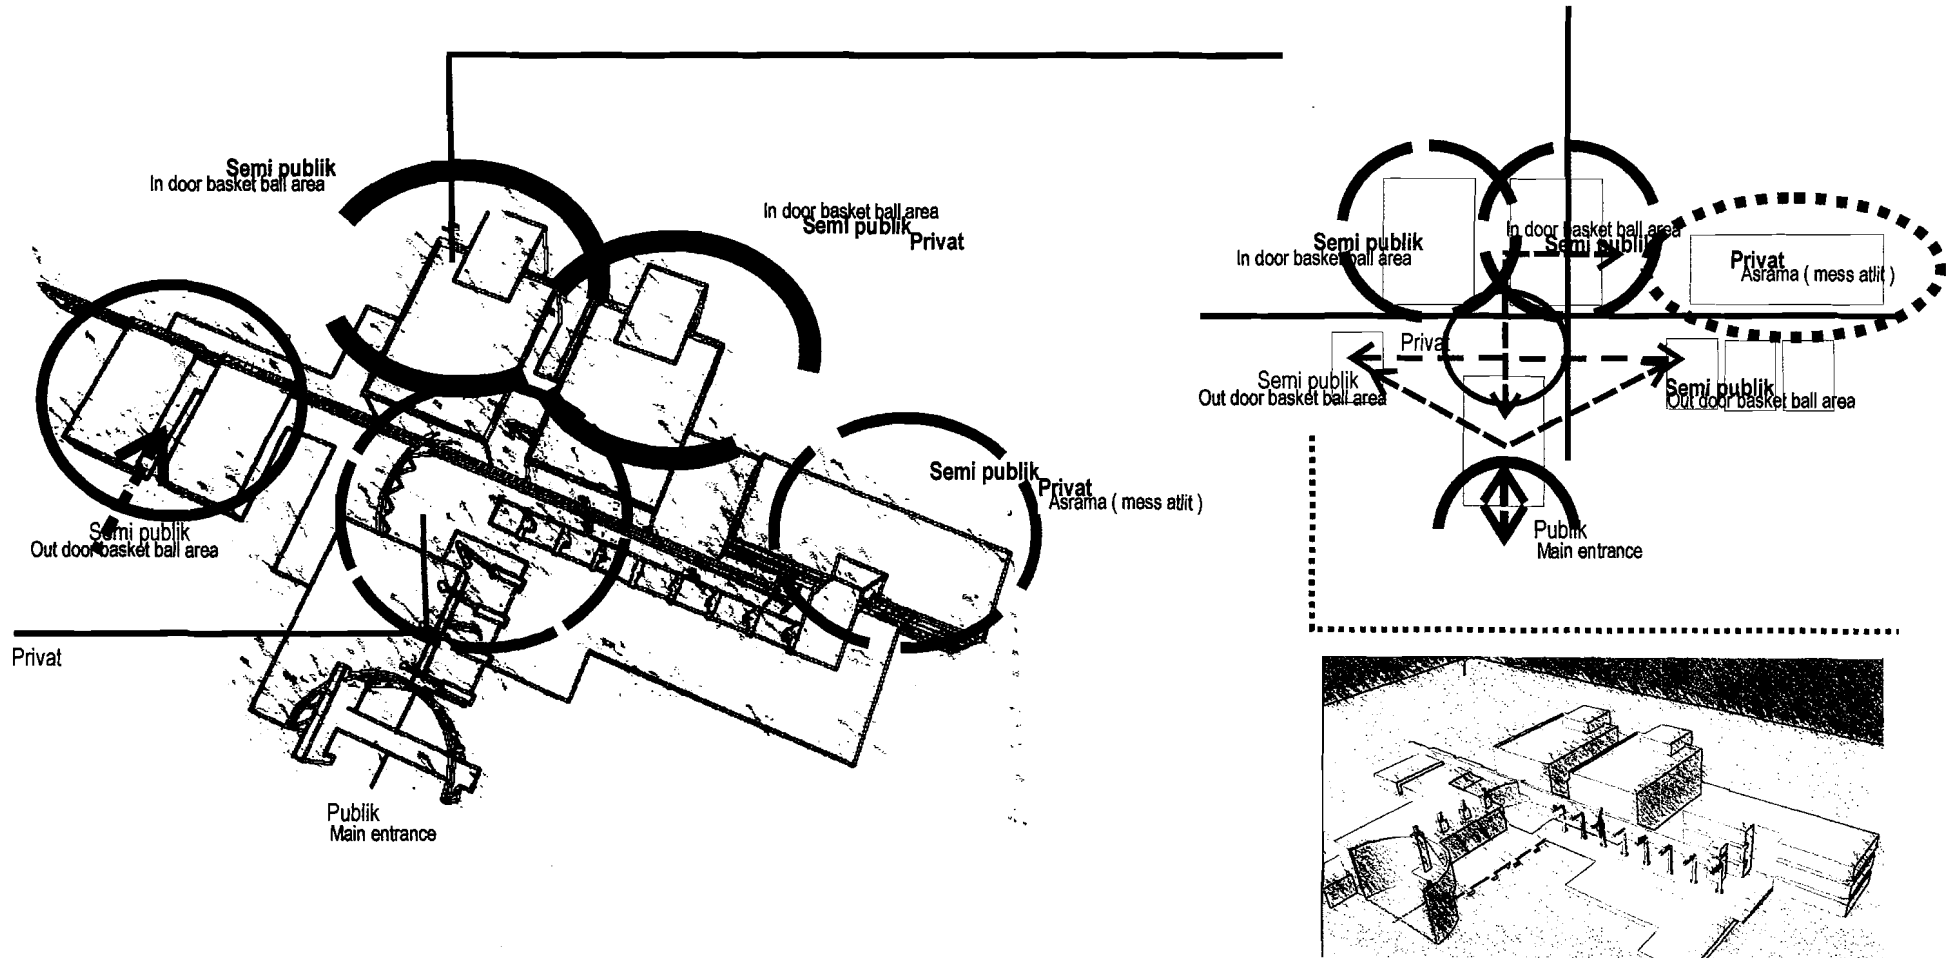 Semi publik
In door basket ball area
In door basket ball area
Semi publik
Privat
Semi publik
Privat
Asrama ( mess atlit )
Semi publik
Out door basket ball area
Privat
Publik
Main entrance
Semi publik
In door basket ball area
In door basket ball area
Semi publik
Privat
Asrama ( mess atlit )
Privat
Semi publik
Out door basket ball area
Semi publik
Out door basket ball area
Publik
Main entrance